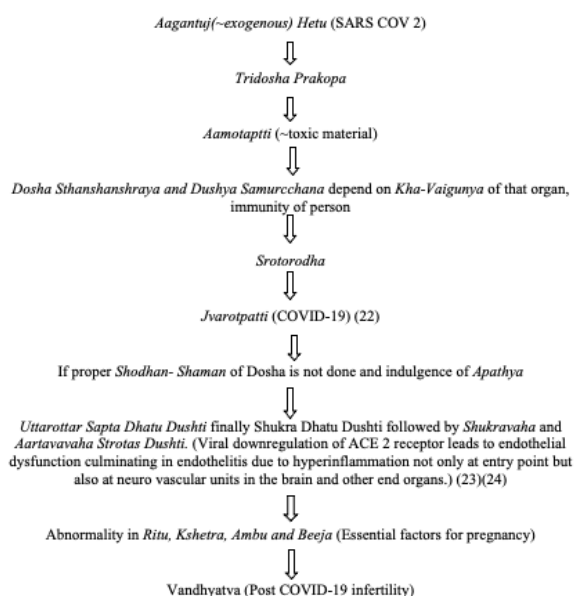 Aagantuj(~exogenous) Hetu (SARS COV 2)
Tridosha Prakopa
Aamotaptti (~toxic material)
Dosha Sthanshanshraya and Dushya Samurcchana depend on Kha-Vaigunya of that organ,
immunity of person
Srotorodha
Jvarotpatti (COVID-19) (22)
If proper Shodhan- Shaman of Dosha is not done and indulgence of Apathya
Uttarottar Sapta Dhatu Dushti finally Shukra Dhatu Dushti followed by Shukravaha and
Aartavavaha Strotas Dushti. (Viral downregulation of ACE 2 receptor leads to endothelial
dysfunction culminating in endothelitis due to hyperinflammation not only at entry point but
also at neuro vascular units in the brain and other end organs.) (23)(24)
Abnormality in Ritu, Kshetra, Ambu and Beeja (Essential factors for pregnancy)
Vandhyatva (Post COVID-19 infertility)